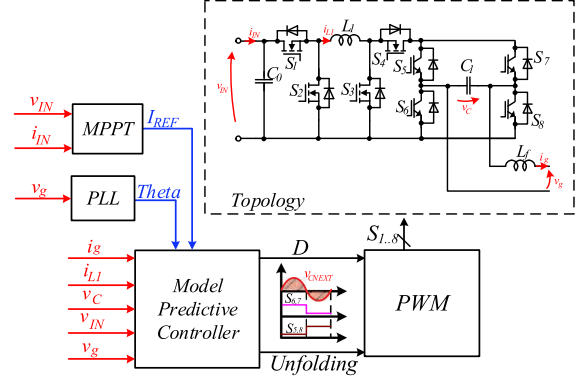 i_IN
S_1
i_L1
L_1
S_4
S_5
C_1
S_7
C_0
v_IN
S_2
S_3
S_6
v_C
S_8
L_f
i_g
v_g
Topology
v_IN
i_IN
MPPT
I_REF
v_g
PLL
Theta
S_1..8
i_g
i_L1
v_C
v_IN
v_g
Model
Predictive
Controller
D
v_CNEXT
S_6,7
S_5,8
Unfolding
PWM